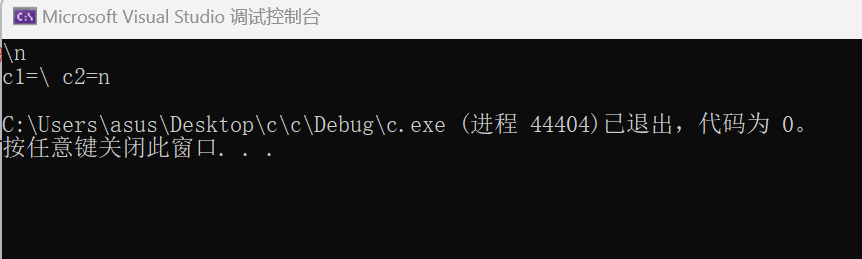 Microsoft Visual Studio 调试控制台
\n
c1=\ c2=n
C:\Users\asus\Desktop\c\c\Debug\c.exe (进程 44404)已退出，代码为 0。
按任意键关闭此窗口. . .